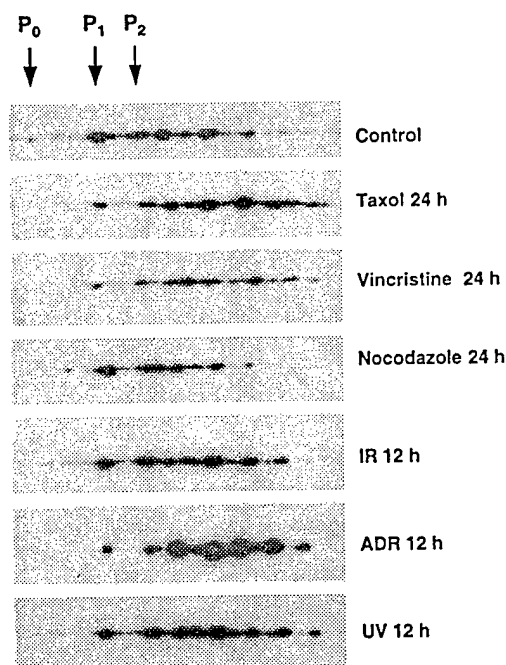 P0 P1 P2
Control
Taxol 24 h
Vincristine 24 h
Nocodazole 24 h
IR 12 h
ADR 12 h
UV 12 h